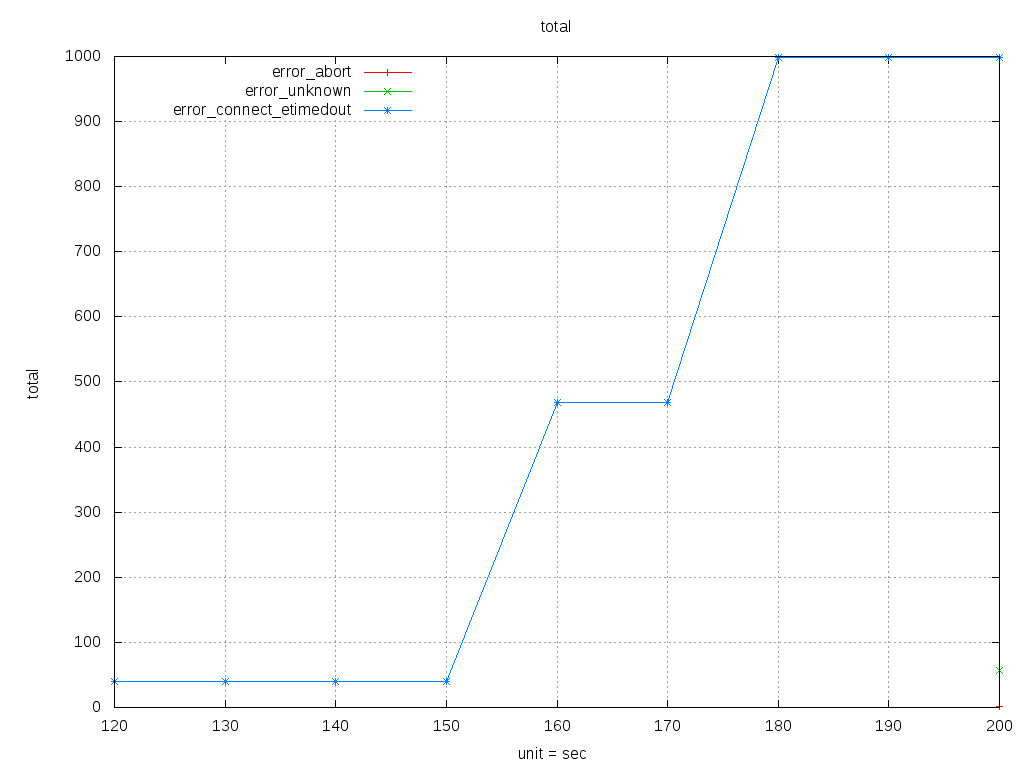 total
1000
900
800
700
600
500
400
300
200
100
0
total
error_abort
error_unknown
error_connect_etimedout
120 130 140 150 160 170 180 190 200
unit = sec